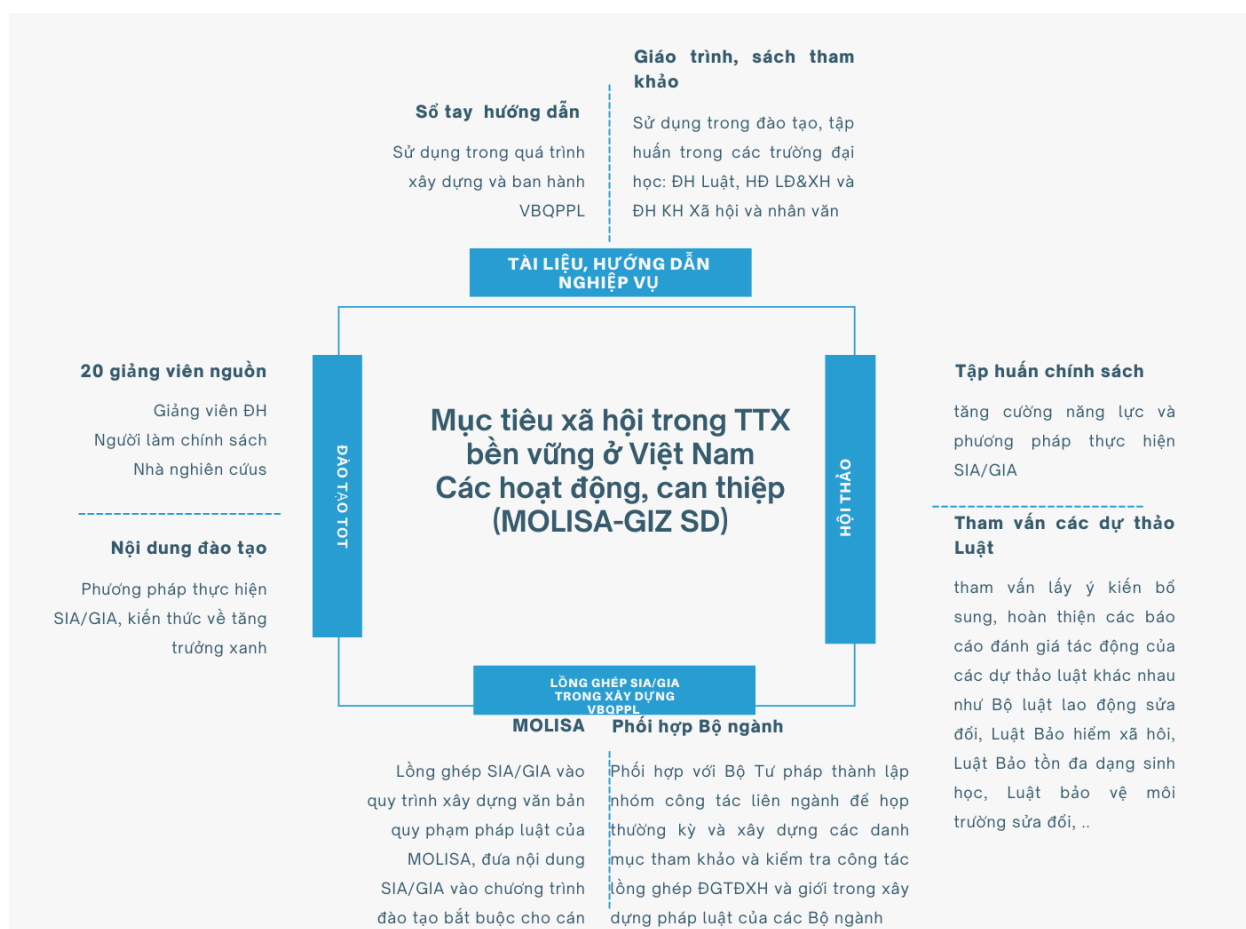 Giáo trình, sách tham
khảo
Sử dụng trong đào tạo, tập
huấn trong các trường đại
học: ĐH Luật, HĐ LĐ&XH và
ĐH KH Xã hội và nhân văn
Sổ tay hướng dẫn
Sử dụng trong quá trình
xây dựng và ban hành
VBQPPL
TÀI LIỆU, HƯỚNG DẪN
NGHIỆP VỤ
20 giảng viên nguồn
Giảng viên ĐH
Người làm chính sách
Nhà nghiên cứus
Nội dung đào tạo
Phương pháp thực hiện
SIA/GIA, kiến thức về tăng
trưởng xanh
ĐÀO TẠO TOT
Mục tiêu xã hội trong TTX
bền vững ở Việt Nam
Các hoạt động, can thiệp
(MOLISA-GIZ SD)
HỘI THẢO
Tập huấn chính sách
tăng cường năng lực và
phương pháp thực hiện
SIA/GIA
Tham vấn các dự thảo
Luật
tham vấn lấy ý kiến bổ
sung, hoàn thiện các báo
cáo đánh giá tác động của
các dự thảo luật khác nhau
như Bộ luật lao động sửa
đổi, Luật Bảo hiểm xã hôi,
Luật Bảo tồn đa dạng sinh
học, Luật bảo vệ môi
trường sửa đổi, ..
LỒNG GHÉP SIA/GIA
TRONG XÂY DỰNG
VBQPPL
MOLISA
Lồng ghép SIA/GIA vào
quy trình xây dựng văn bản
quy phạm pháp luật của
MOLISA, đưa nội dung
SIA/GIA vào chương trình
đào tạo bắt buộc cho cán
Phối hợp Bộ ngành
Phối hợp với Bộ Tư pháp thành lập
nhóm công tác liên ngành để họp
thường kỳ và xây dựng các danh
mục tham khảo và kiểm tra công tác
lồng ghép ĐGTĐXH và giới trong xây
dựng pháp luật của các Bộ ngành